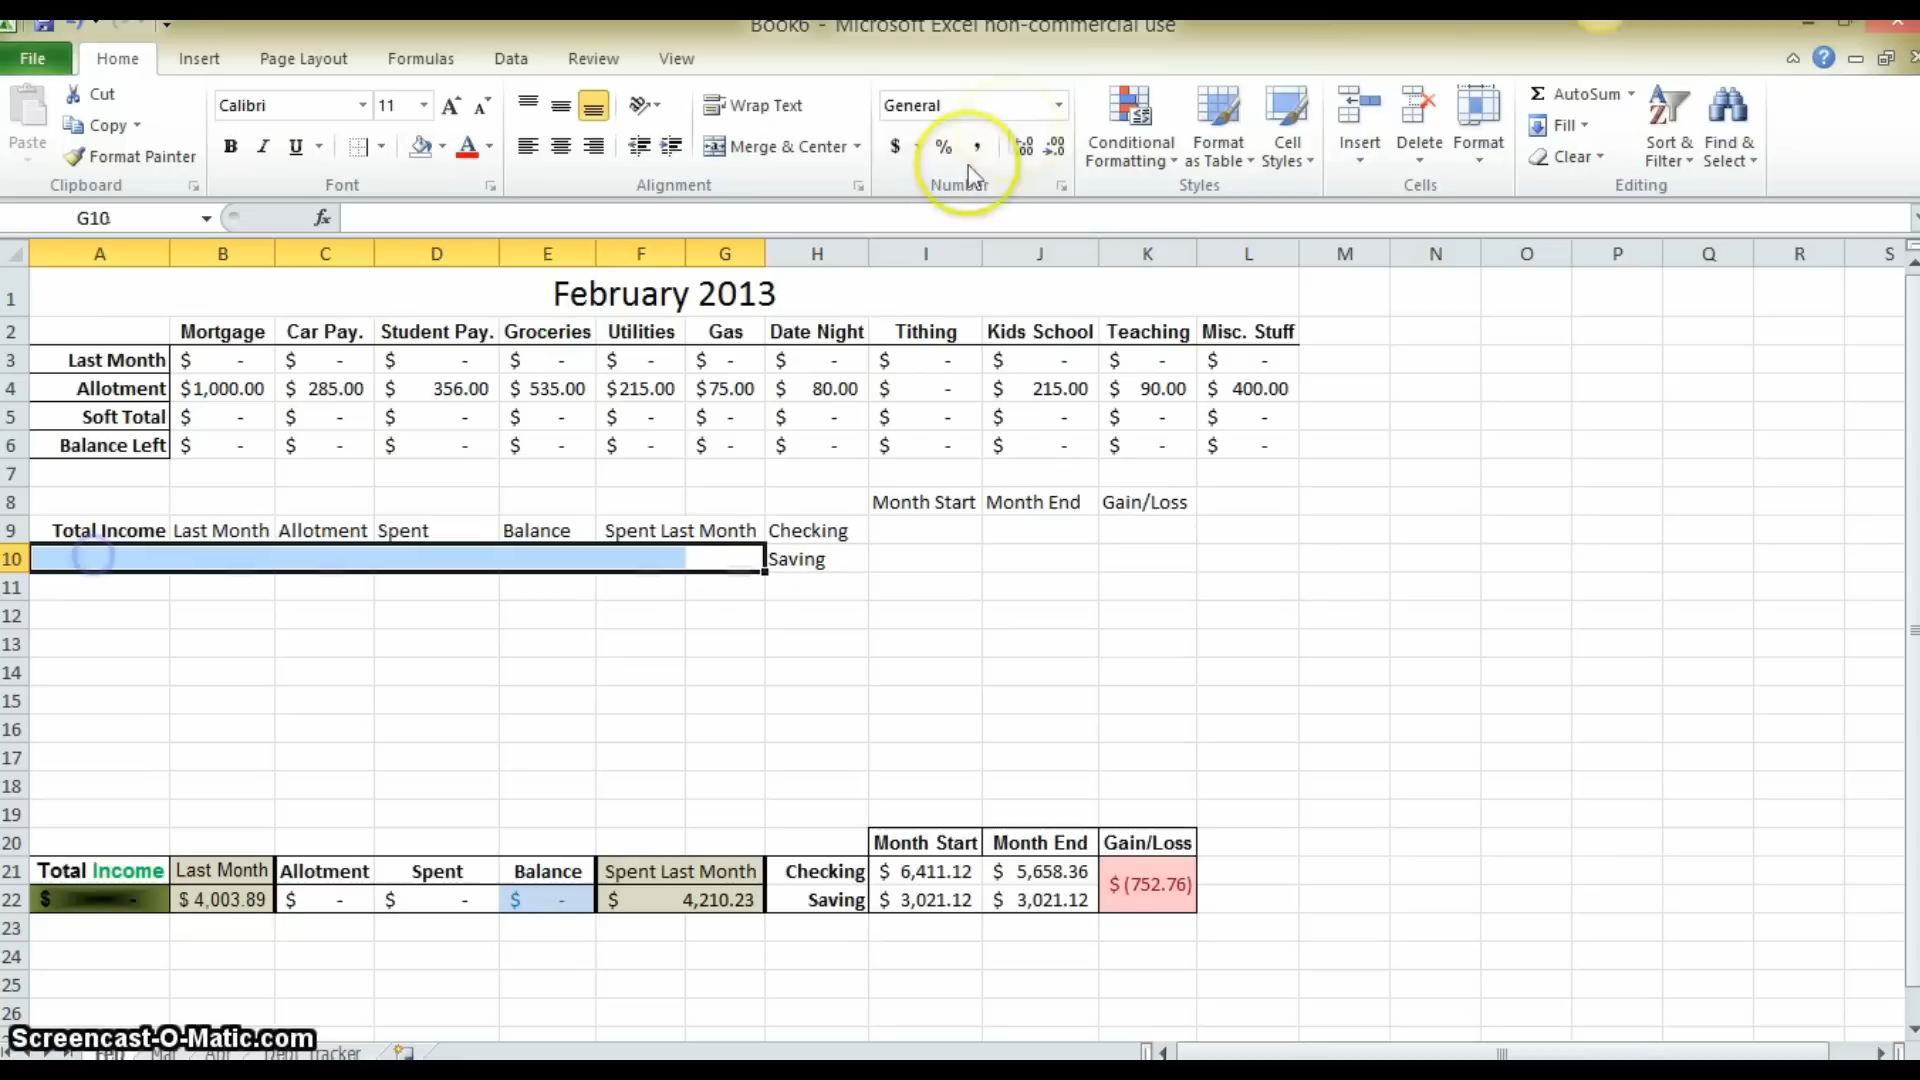 Book6 - Microsoft Excel non-commercial use
File Home Insert Page Layout Formulas Data Review View
Cut Calibri 11 Wrap Text General AutoSum
Copy Fill
Paste Format Painter B I U Merge & Center $ % , Conditional Formatting Format as Table Cell Styles Insert Delete Format Clear Sort & Filter Find & Select
Clipboard Font Alignment Number Styles Cells Editing
G10 fx
A B C D E F G H I J K L M N O P Q R S
1 February 2013
2 Mortgage Car Pay. Student Pay. Groceries Utilities Gas Date Night Tithing Kids School Teaching Misc. Stuff
3 Last Month $ - $ - $ - $ - $ - $ - $ - $ - $ - $ - $ -
4 Allotment $1,000.00 $ 285.00 $ 356.00 $ 535.00 $215.00 $75.00 $ 80.00 $ - $ 215.00 $ 90.00 $ 400.00
5 Soft Total $ - $ - $ - $ - $ - $ - $ - $ - $ - $ - $ -
6 Balance Left $ - $ - $ - $ - $ - $ - $ - $ - $ - $ - $ -
7
8 Month Start Month End Gain/Loss
9 Total Income Last Month Allotment Spent Balance Spent Last Month Checking
10 Saving
11
12
13
14
15
16
17
18
19
20 Month Start Month End Gain/Loss
21 Total Income Last Month Allotment Spent Balance Spent Last Month Checking $ 6,411.12 $ 5,658.36 $ (752.76)
22 $ - $ 4,003.89 $ - $ - $ - $ 4,210.23 Saving $ 3,021.12 $ 3,021.12
23
24
25
26
Screencast-O-Matic.com
Feb Mar Apr Debt Tracker